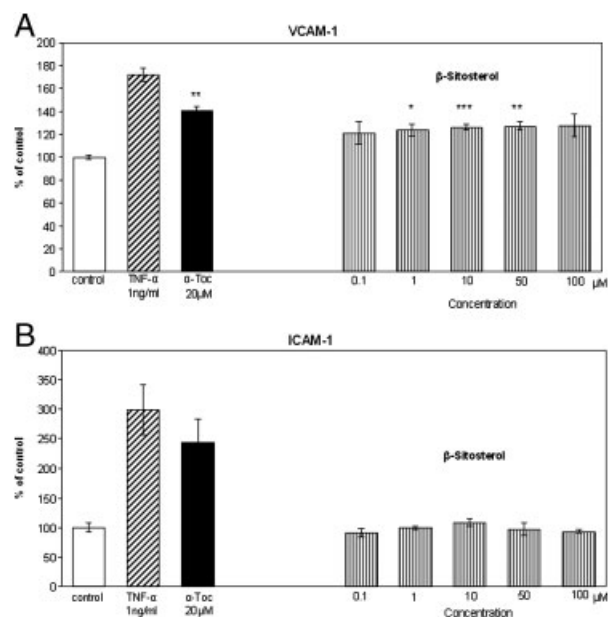 A
VCAM-1
200
180
160
140
120
100
80
60
40
20
0
% of control
β-Sitosterol
** * *** **
control TNF-α α-Toc 0.1 1 10 50 100 µM
1ng/ml 20µM
Concentration
B
ICAM-1
400
350
300
250
200
150
100
50
0
% of control
β-Sitosterol
control TNF-α α-Toc 0.1 1 10 50 100 µM
1ng/ml 20µM
Concentration